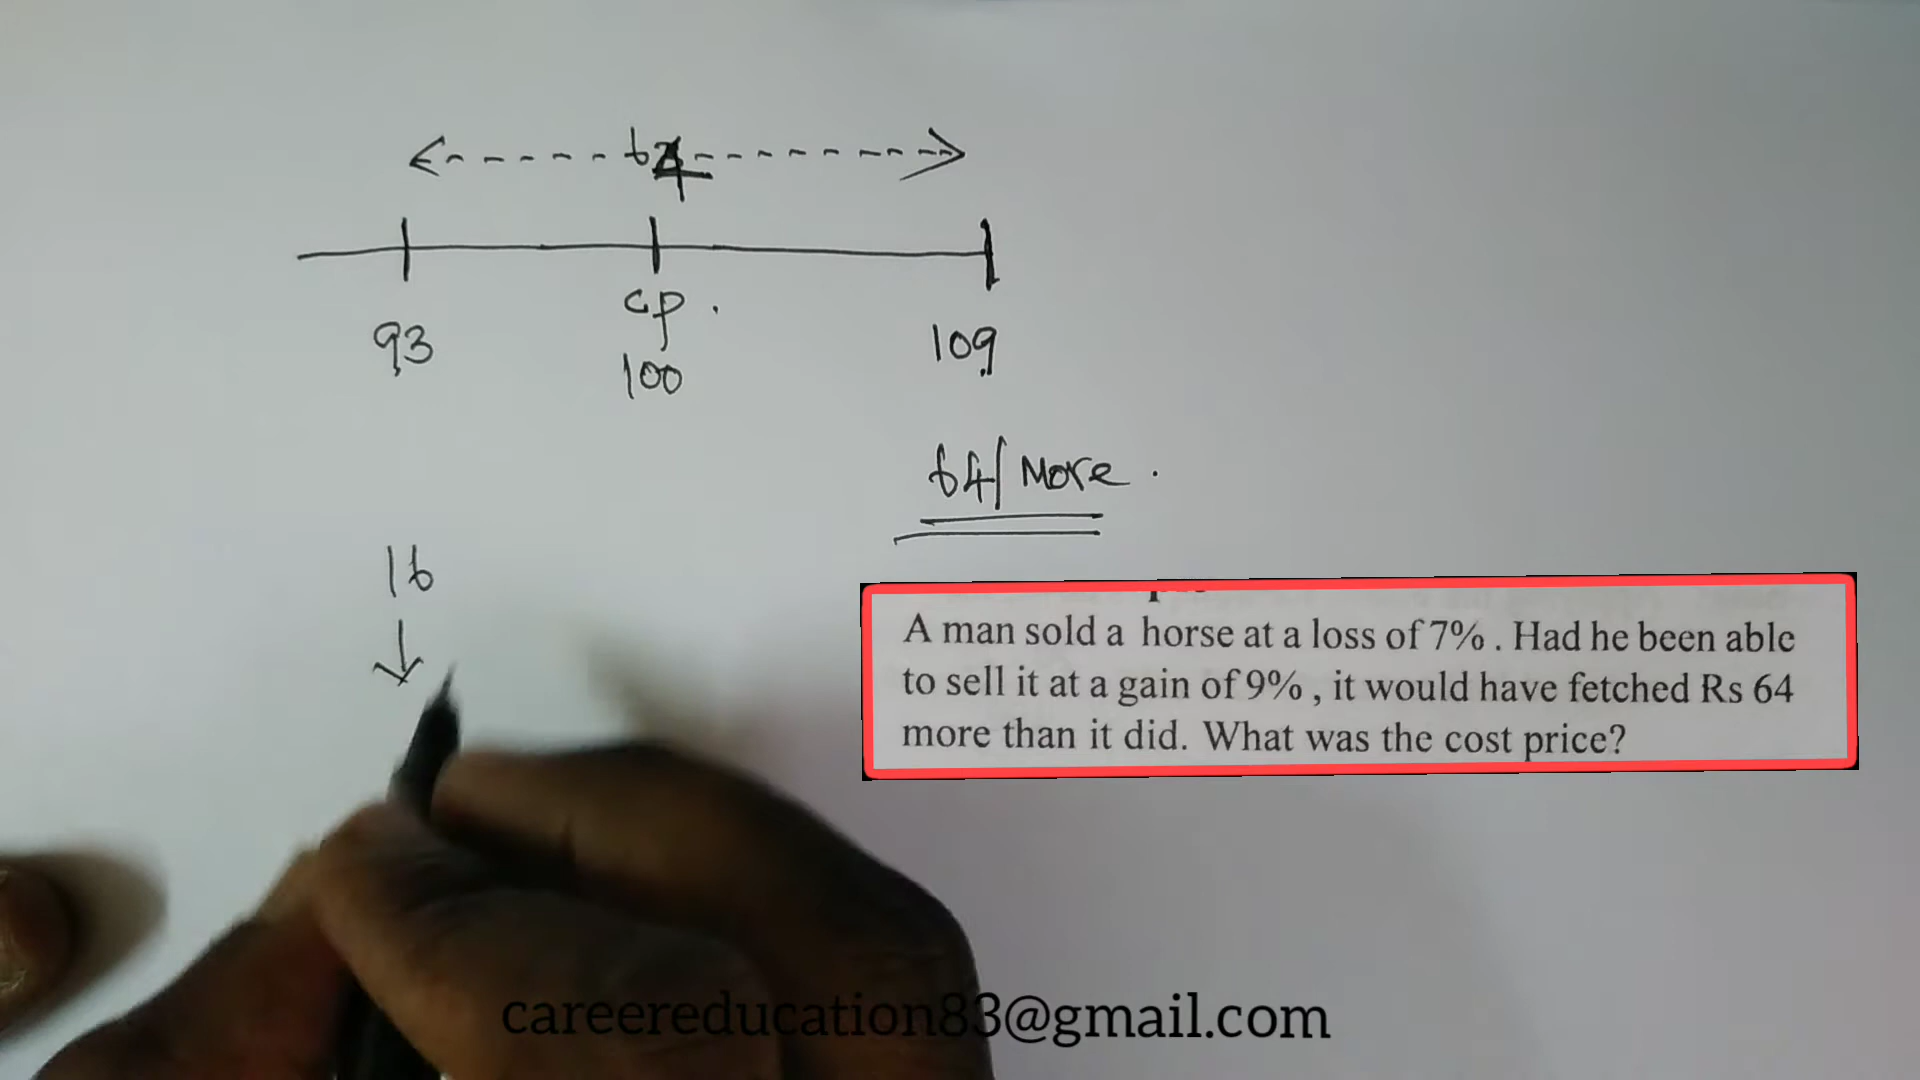 64
cp.
93 100 109
64/ More.
16
A man sold a horse at a loss of 7% . Had he been able
to sell it at a gain of 9% , it would have fetched Rs 64
more than it did. What was the cost price?
careereducation83@gmail.com